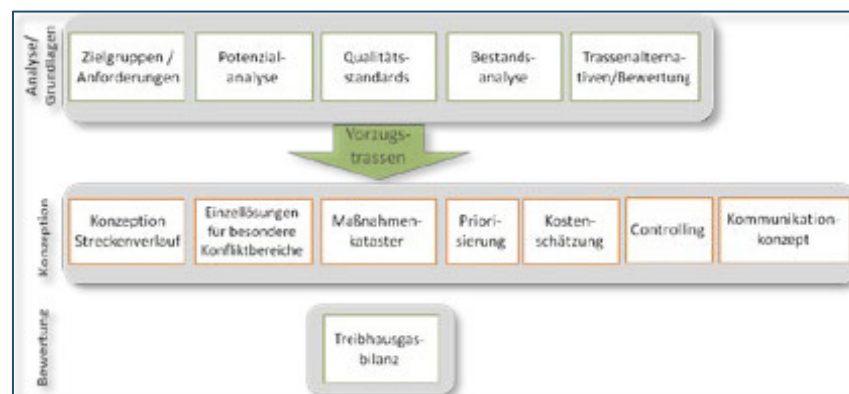 Analyse/
Grundlagen
Zielgruppen /
Anforderungen
Potenzial-
analyse
Qualitäts-
standards
Bestands-
analyse
Trassenalterna-
tiven/Bewertung
Vorzugs-
trassen
Konzeption
Konzeption
Streckenverlauf
Einzellösungen
für besondere
Konfliktbereiche
Maßnahmen-
kataster
Priori-
sierung
Kosten-
schätzung
Controlling
Kommunikation-
konzept
Bewertung
Treibhausgas-
bilanz